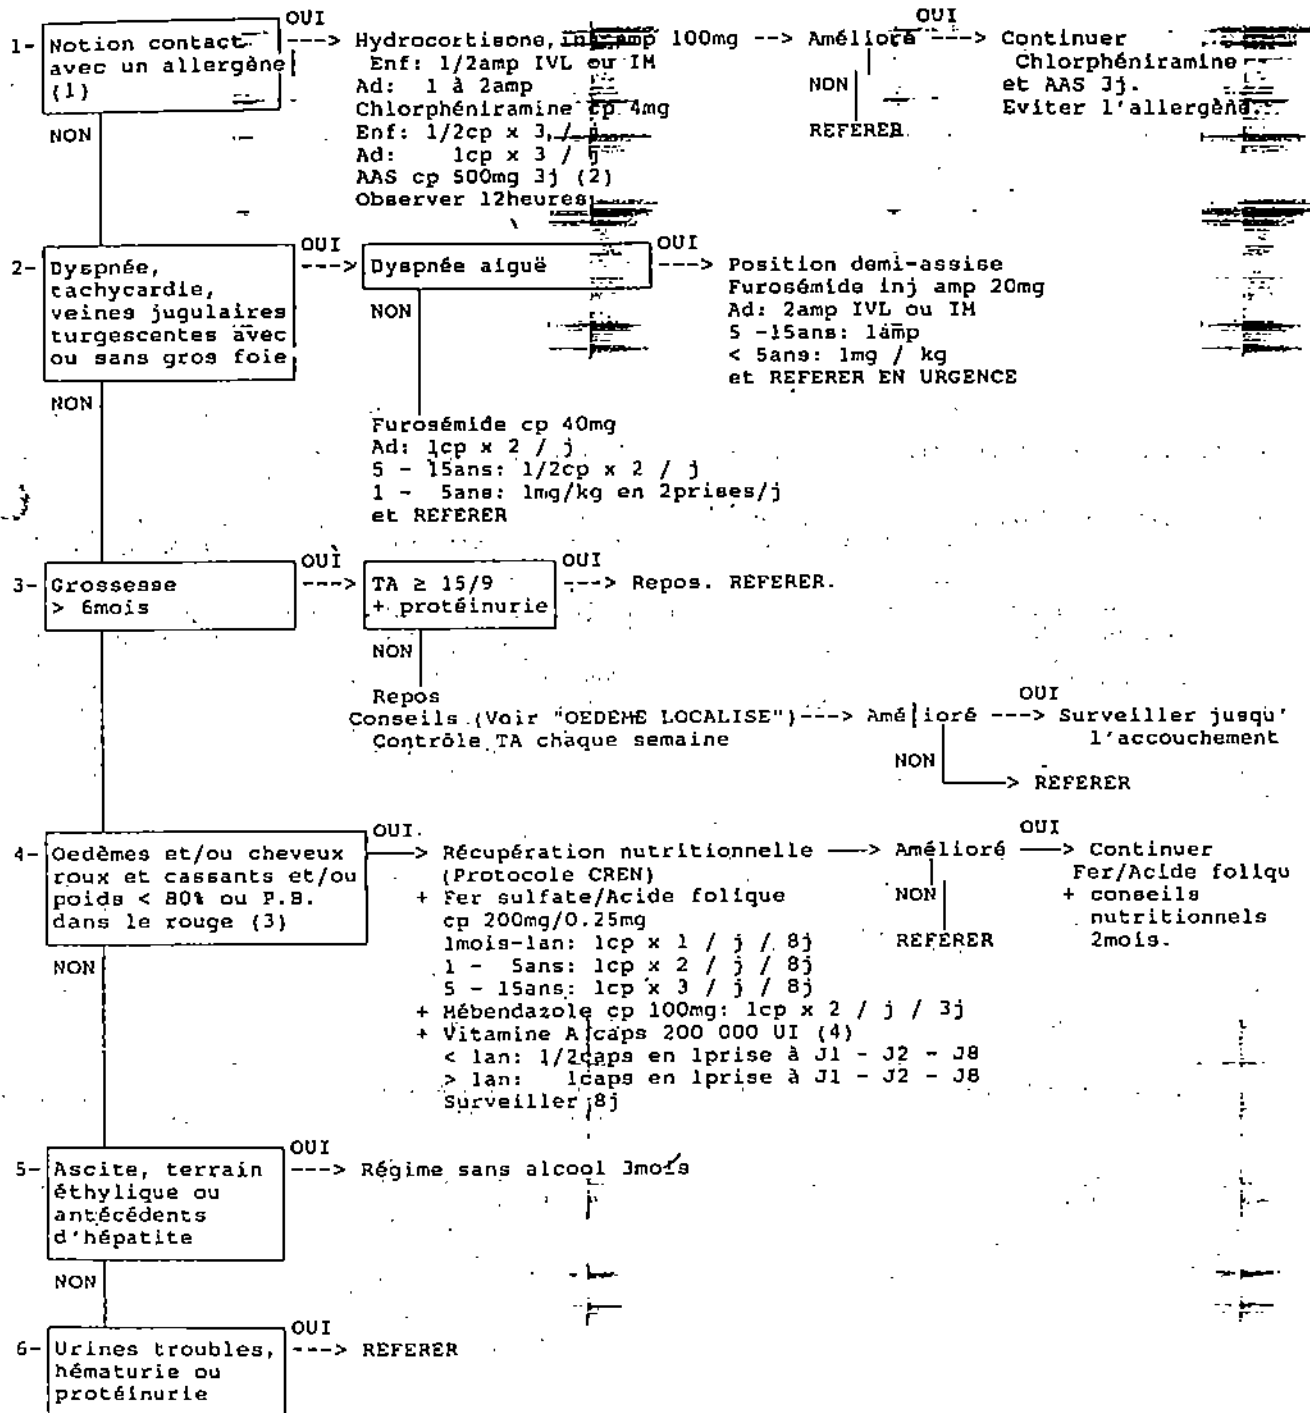 OUI
1- Notion contact ---> Hydrocortisone, inj amp 100mg --> Amélioré ---> Continuer
OUI
avec un allergène Enf: 1/2amp IVL ou IM Chlorphéniramine
(1) Ad: 1 à 2amp NON et AAS 3j.
Chlorphéniramine cp 4mg Eviter l'allergène.
NON Enf: 1/2cp x 3 / j REFERER.
Ad: 1cp x 3 / j
AAS cp 500mg 3j (2)
Observer 12heures
OUI OUI
2- Dyspnée, ---> Dyspnée aiguë ---> Position demi-assise
tachycardie, Furosémide inj amp 20mg
veines jugulaires NON Ad: 2amp IVL ou IM
turgescentes avec 5 -15ans: 1amp
ou sans gros foie < 5ans: 1mg / kg
et REFERER EN URGENCE
NON
Furosémide cp 40mg
Ad: 1cp x 2 / j
5 - 15ans: 1/2cp x 2 / j
1 - 5ans: 1mg/kg en 2prises/j
et REFERER
OUI OUI
3- Grossesse ---> TA ≥ 15/9 ---> Repos. REFERER.
> 6mois + protéinurie
NON
Repos OUI
Conseils (Voir "OEDEME LOCALISE")---> Amélioré ---> Surveiller jusqu'
Contrôle TA chaque semaine l'accouchement
NON
> REFERER
OUI. OUI
4- Oedèmes et/ou cheveux —> Récupération nutritionnelle —> Amélioré —> Continuer
roux et cassants et/ou (Protocole CREN) Fer/Acide foliqu
poids < 80% ou P.B. + Fer sulfate/Acide folique NON + conseils
dans le rouge (3) cp 200mg/0.25mg nutritionnels
1mois-1an: 1cp x 1 / j / 8j REFERER 2mois.
NON 1 - 5ans: 1cp x 2 / j / 8j
5 - 15ans: 1cp x 3 / j / 8j
+ Mébendazole cp 100mg: 1cp x 2 / j / 3j
+ Vitamine A caps 200 000 UI (4)
< 1an: 1/2caps en 1prise à J1 - J2 - J8
> 1an: 1caps en 1prise à J1 - J2 - J8
Surveiller 8j
OUI
5- Ascite, terrain ---> Régime sans alcool 3mois
éthylique ou
antécédents
d'hépatite
NON
OUI
6- Urines troubles, ---> REFERER
hématurie ou
protéinurie